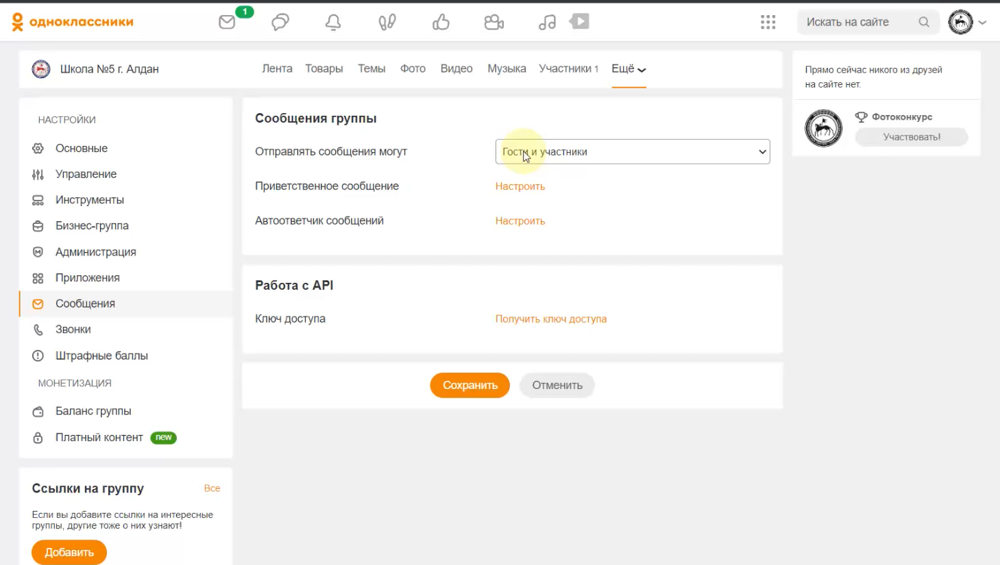 одноклассники
1
Искать на сайте
Школа №5 г. Алдан
Лента Товары Темы Фото Видео Музыка Участники 1 Ещё
Прямо сейчас никого из друзей
на сайте нет.
Фотоконкурс
Участвовать!
НАСТРОЙКИ
Основные
Управление
Инструменты
Бизнес-группа
Администрация
Приложения
Сообщения
Звонки
Штрафные баллы
МОНЕТИЗАЦИЯ
Баланс группы
Платный контент new
Ссылки на группу Все
Если вы добавите ссылки на интересные
группы, другие тоже о них узнают!
Добавить
Сообщения группы
Отправлять сообщения могут Гости и участники
Приветственное сообщение Настроить
Автоответчик сообщений Настроить
Работа с API
Ключ доступа Получить ключ доступа
Сохранить Отменить